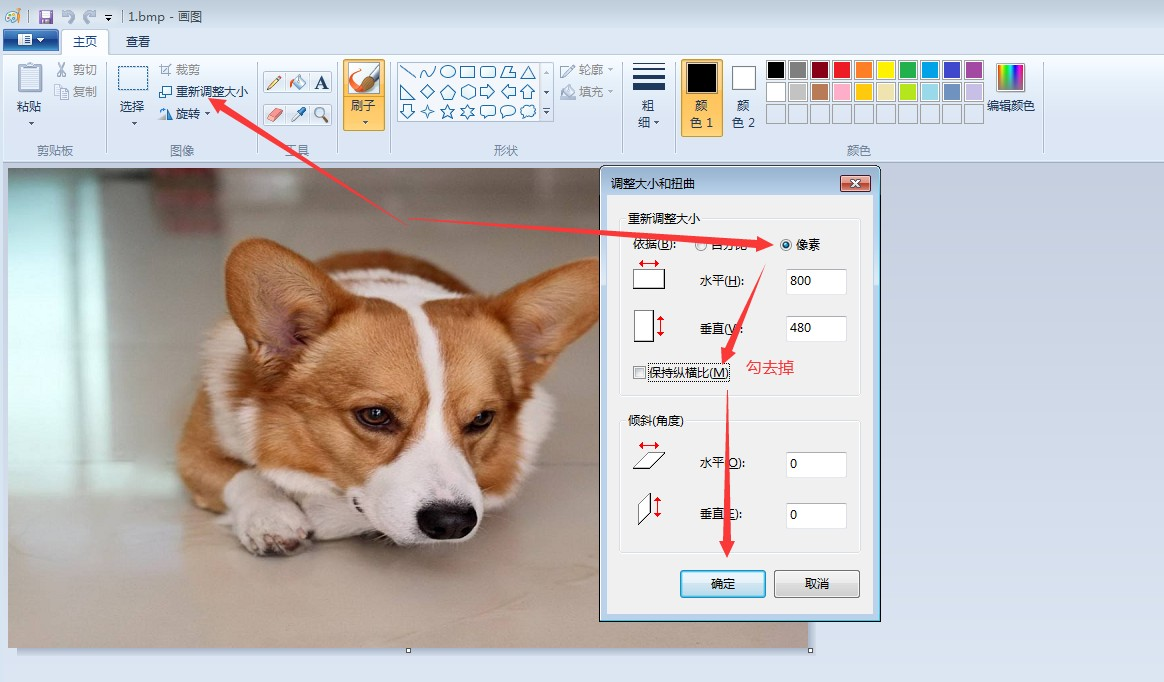 1.bmp - 画图
主页 查看
剪切
复制
粘贴
剪贴板
选择
裁剪
重新调整大小
旋转
图像
A
工具
刷子
形状
轮廓
填充
粗
细
颜
色 1
颜
色 2
编辑颜色
颜色
调整大小和扭曲
重新调整大小
依据(B): 百分比 像素
水平(H): 800
垂直(V): 480
保持纵横比(M) 勾去掉
倾斜(角度)
水平(O): 0
垂直(E): 0
确定 取消